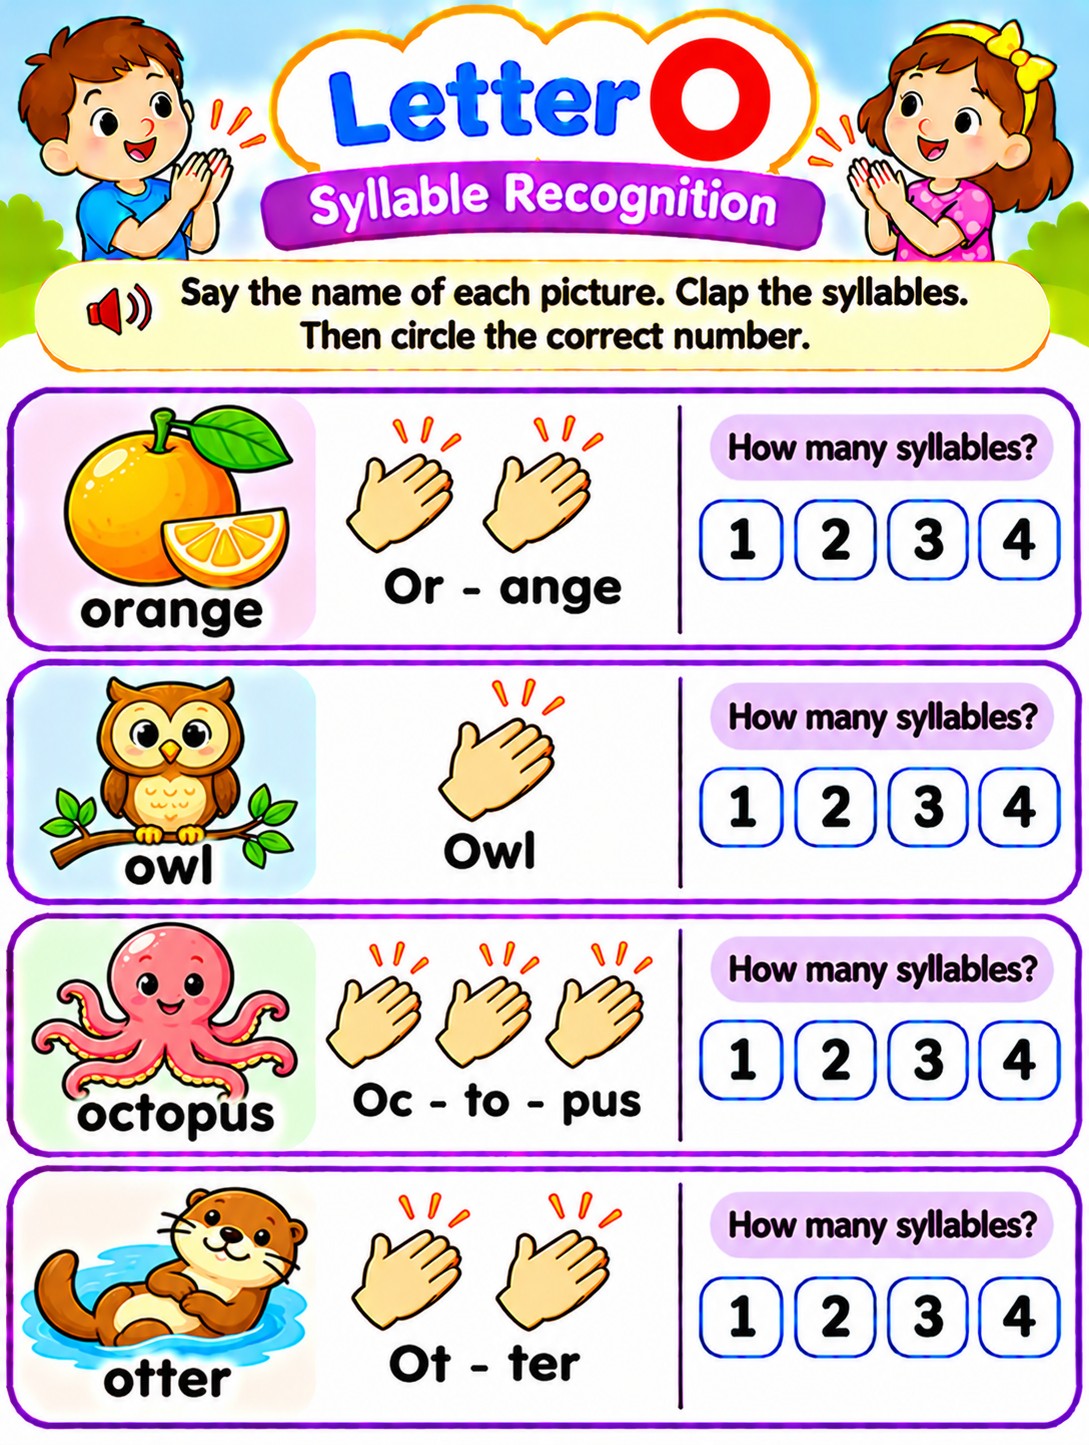 Letter O
Syllable Recognition
Say the name of each picture. Clap the syllables.
Then circle the correct number.
orange
Or - ange
How many syllables?
1 2 3 4
owl
Owl
How many syllables?
1 2 3 4
octopus
Oc - to - pus
How many syllables?
1 2 3 4
otter
Ot - ter
How many syllables?
1 2 3 4